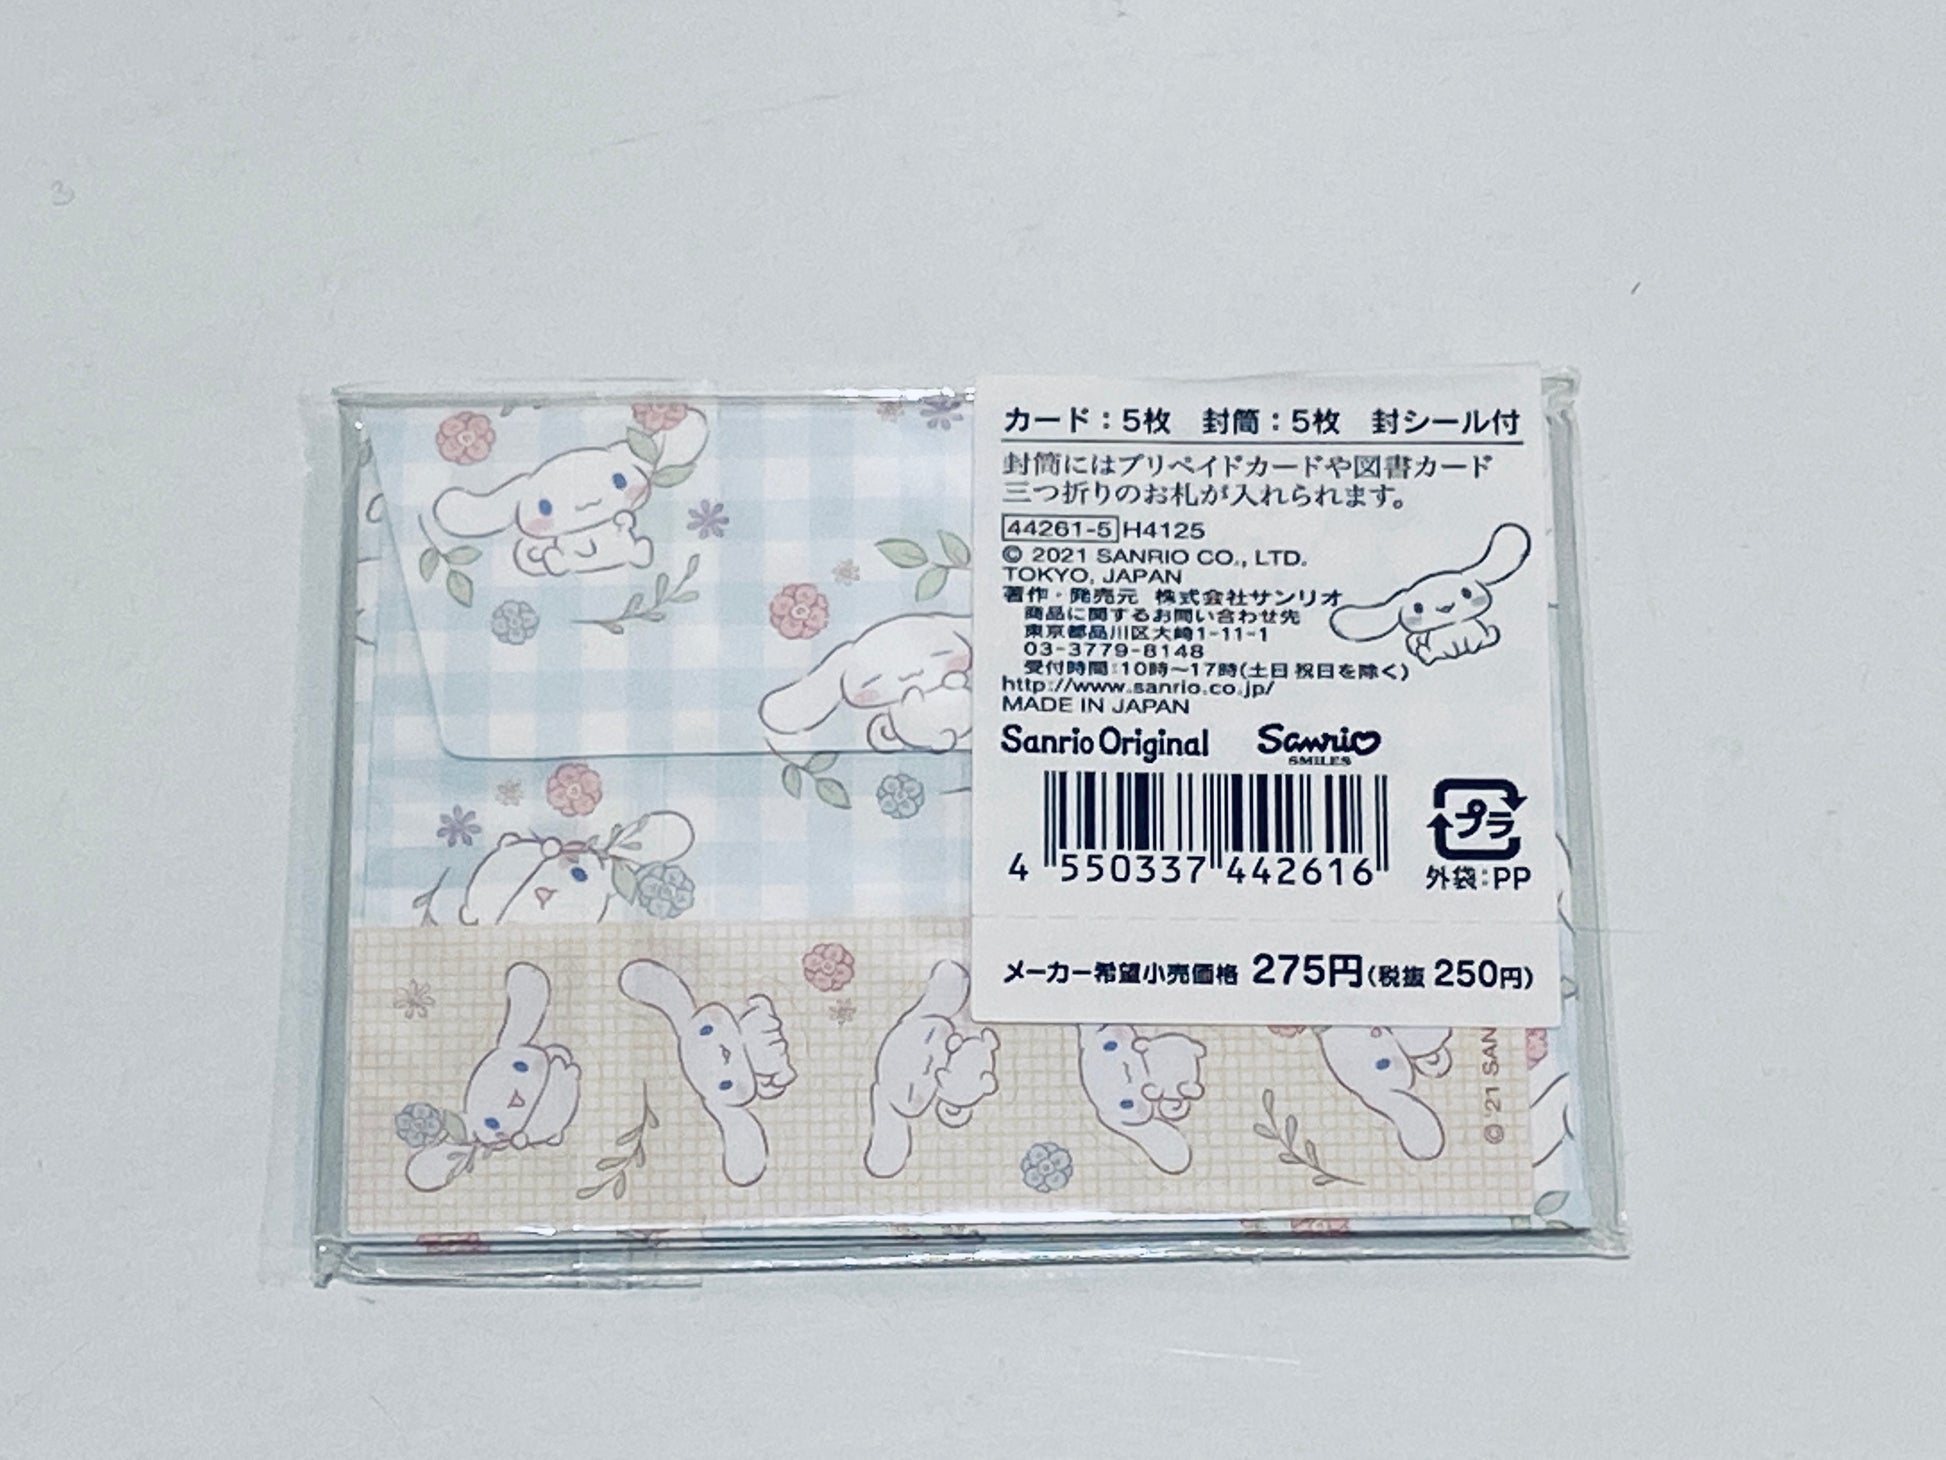 カード：5枚　封筒：5枚　封シール付
封筒にはプリペイドカードや図書カード
三つ折りのお札が入れられます。
44261-5 H4125
© 2021 SANRIO CO., LTD.
TOKYO, JAPAN
著作・発売元　株式会社サンリオ
商品に関するお問い合わせ先
東京都品川区大崎1-11-1
03-3779-8148
受付時間：10時～17時(土日祝日を除く)
http://www.sanrio.co.jp/
MADE IN JAPAN
Sanrio Original Sanrio
SMILES
プラ
4 550337 442616
外袋：PP
メーカー希望小売価格 275円(税抜 250円)
© '21 SAN